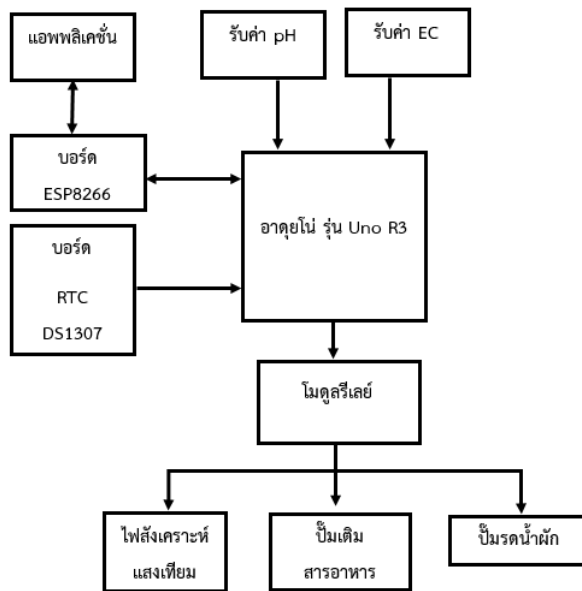 แอพพลิเคชั่น
รับค่า pH
รับค่า EC
บอร์ด
ESP8266
อาดุยโน่ รุ่น Uno R3
บอร์ด
RTC
DS1307
โมดูลรีเลย์
ไฟสังเคราะห์
แสงเทียม
ปั๊มเติม
สารอาหาร
ปั๊มรดน้ำผัก